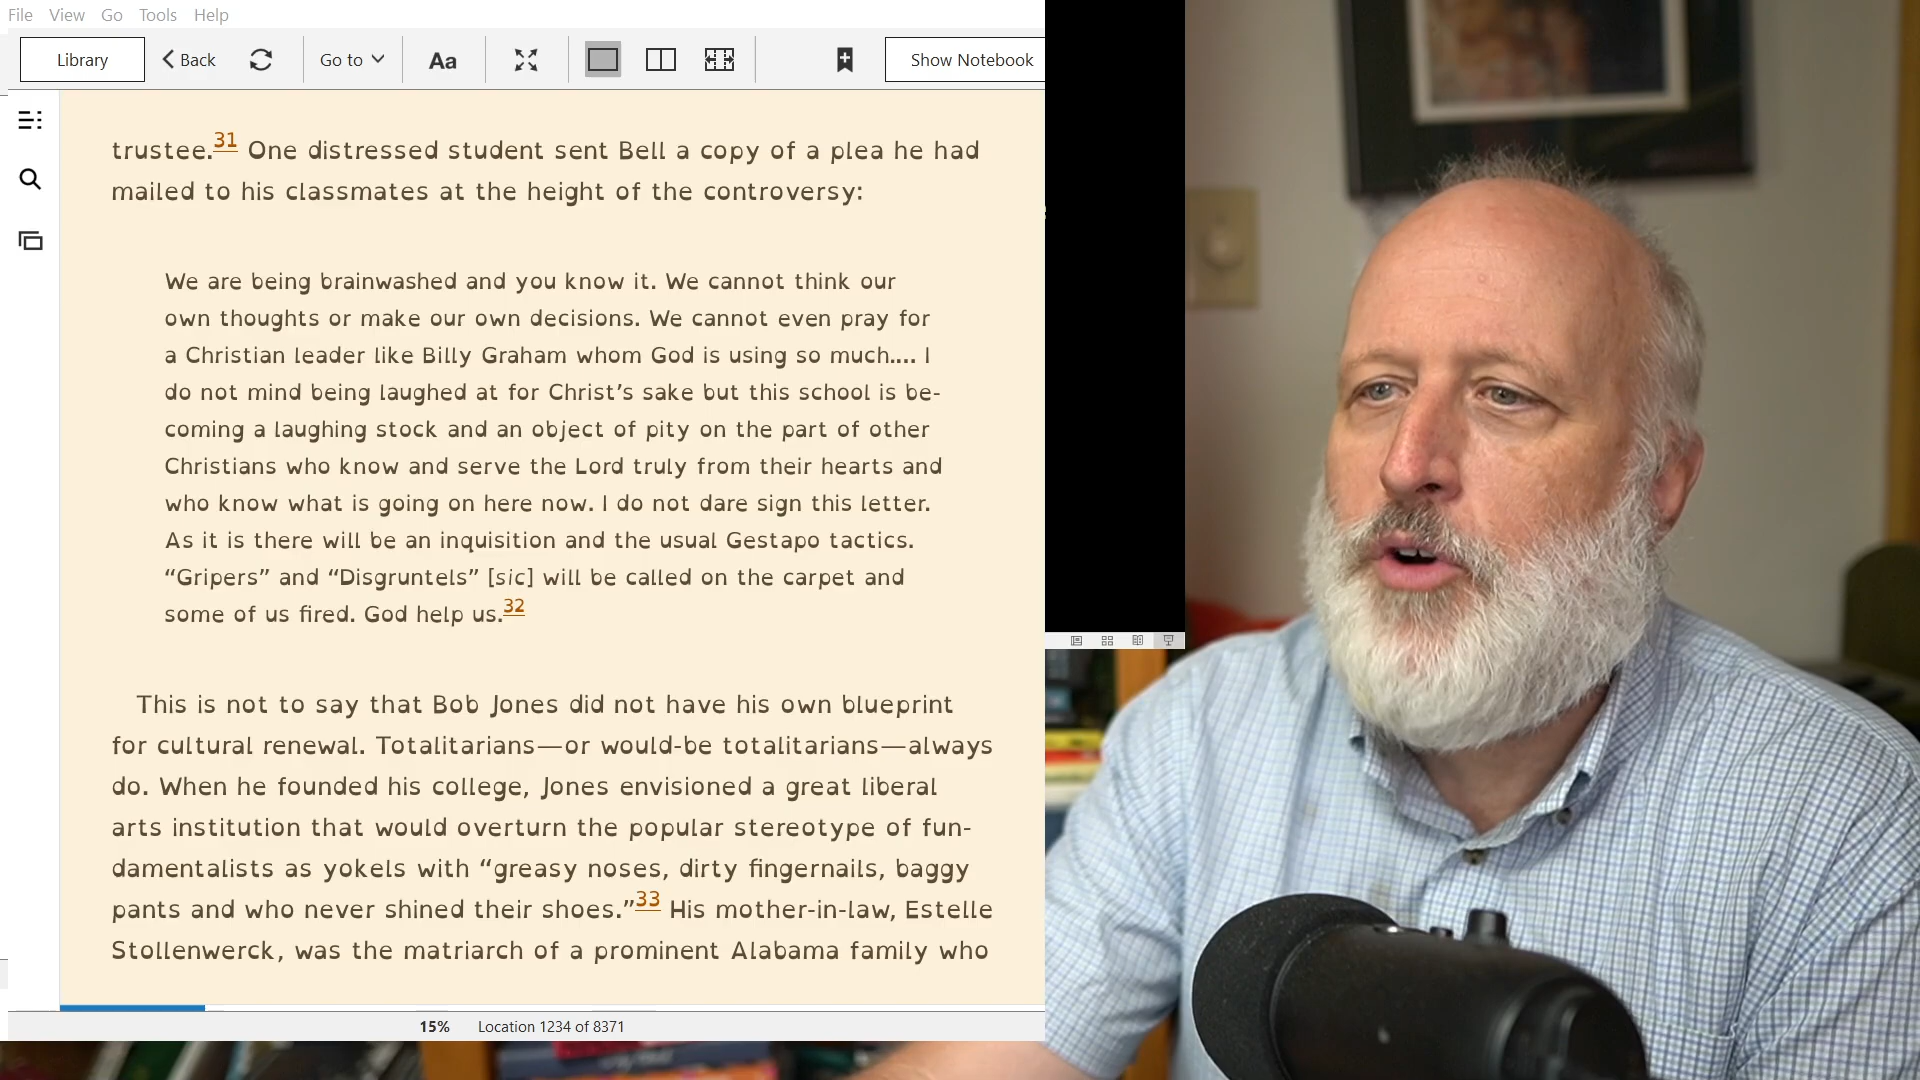 File View Go Tools Help
Library Back Go to Aa Show Notebook
trustee.31 One distressed student sent Bell a copy of a plea he had
mailed to his classmates at the height of the controversy:
We are being brainwashed and you know it. We cannot think our
own thoughts or make our own decisions. We cannot even pray for
a Christian leader like Billy Graham whom God is using so much.... I
do not mind being laughed at for Christ’s sake but this school is be-
coming a laughing stock and an object of pity on the part of other
Christians who know and serve the Lord truly from their hearts and
who know what is going on here now. I do not dare sign this letter.
As it is there will be an inquisition and the usual Gestapo tactics.
“Gripers” and “Disgruntels” [sic] will be called on the carpet and
some of us fired. God help us.32
This is not to say that Bob Jones did not have his own blueprint
for cultural renewal. Totalitarians—or would-be totalitarians—always
do. When he founded his college, Jones envisioned a great liberal
arts institution that would overturn the popular stereotype of fun-
damentalists as yokels with “greasy noses, dirty fingernails, baggy
pants and who never shined their shoes.”33 His mother-in-law, Estelle
Stollenwerck, was the matriarch of a prominent Alabama family who
15% Location 1234 of 8371